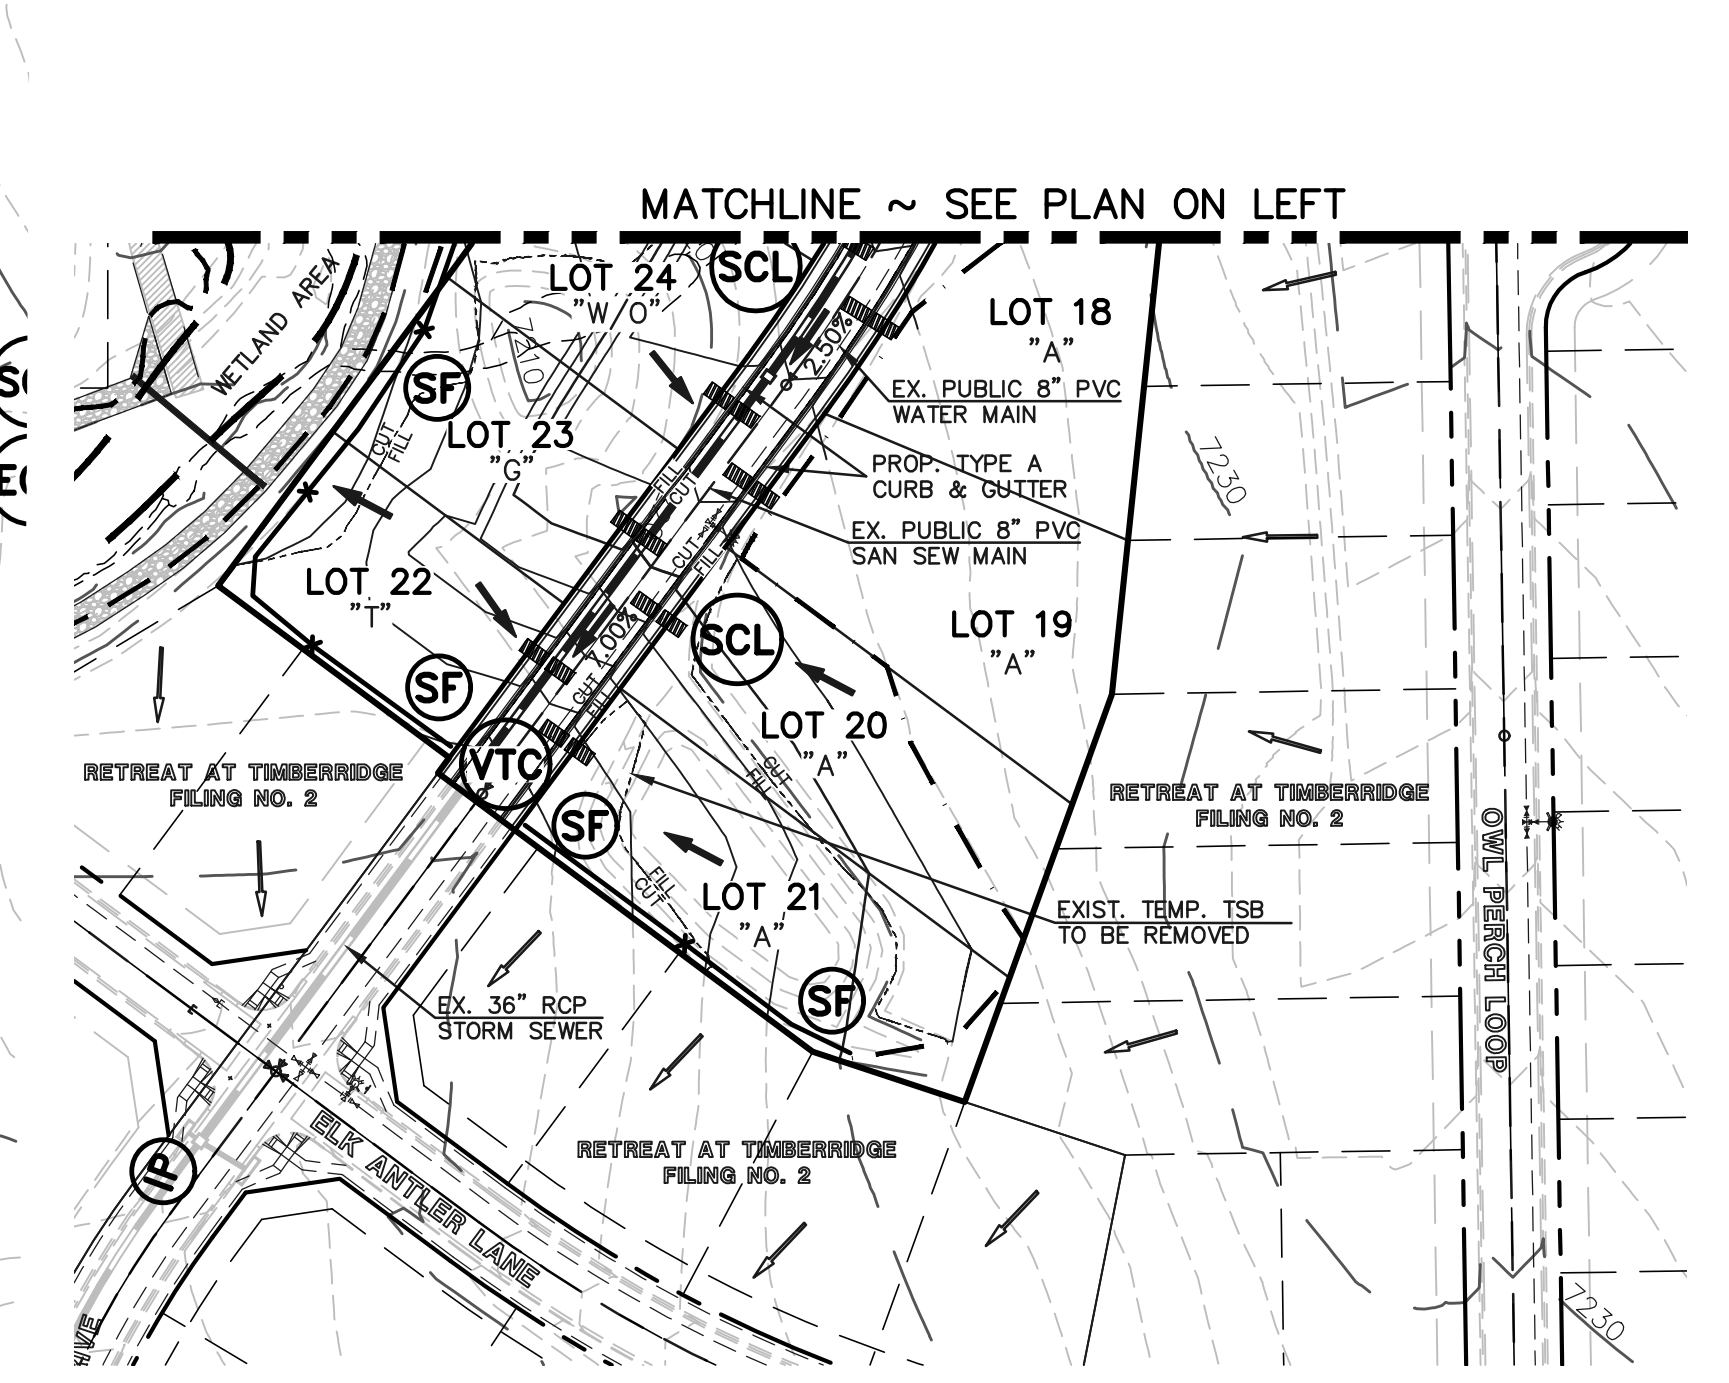 MATCHLINE ~ SEE PLAN ON LEFT
WETLAND AREA
LOT 24
"W/O"
SCL
LOT 18
"A"
7210
2.50%
SF
EX. PUBLIC 8" PVC
WATER MAIN
CUT
FILL
LOT 23
"G"
PROP. TYPE A
CURB & GUTTER
FILL
CUT
7230
EX. PUBLIC 8" PVC
SAN SEW MAIN
CUT
FILL
LOT 22
"T"
SCL
LOT 19
"A"
1.00%
CUT
FILL
SF
LOT 20
"A"
VTC
CUT
FILL
RETREAT AT TIMBERRIDGE
FILING NO. 2
RETREAT AT TIMBERRIDGE
FILING NO. 2
SF
OWL PERCH LOOP
FILL
CUT
LOT 21
"A"
EXIST. TEMP. TSB
TO BE REMOVED
SF
EX. 36" RCP
STORM SEWER
RETREAT AT TIMBERRIDGE
FILING NO. 2
IP
ELK ANTLER LANE
7230